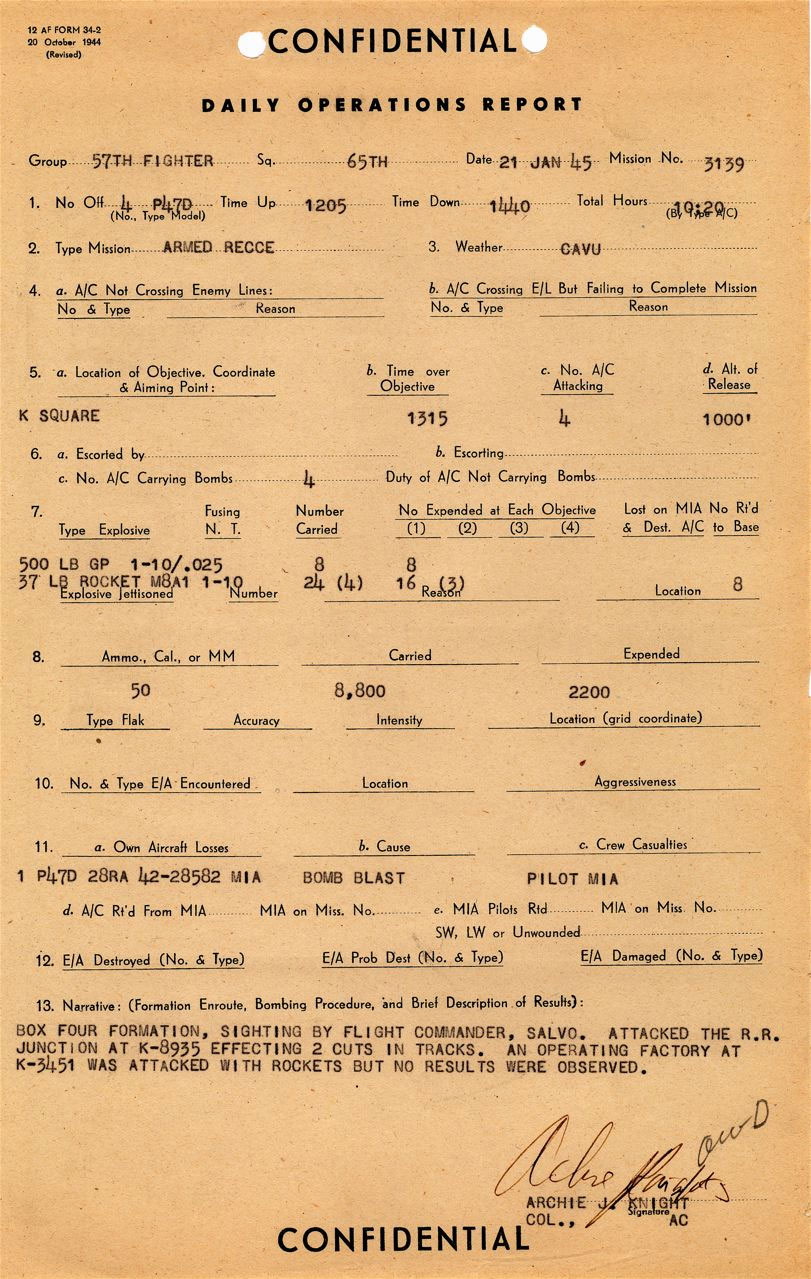 12 AF FORM 34-2
20 October 1944
(Revised)
CONFIDENTIAL
DAILY OPERATIONS REPORT
Group 57TH FIGHTER Sq. 65TH Date 21 JAN 45 Mission No. 3139
1. No Off 4 P47D Time Up 1205 Time Down 1440 Total Hours 10:20
(No., Type Model) (By Type A/C)
2. Type Mission ARMED RECCE 3. Weather CAVU
4. a. A/C Not Crossing Enemy Lines: b. A/C Crossing E/L But Failing to Complete Mission
No & Type Reason No. & Type Reason
5. a. Location of Objective. Coordinate b. Time over c. No. A/C d. Alt. of
& Aiming Point: Objective Attacking Release
K SQUARE 1315 4 1000'
6. a. Escorted by b. Escorting
c. No. A/C Carrying Bombs 4 Duty of A/C Not Carrying Bombs
7. Fusing Number No Expended at Each Objective Lost on MIA No Rt'd
Type Explosive N. T. Carried (1) (2) (3) (4) & Dest. A/C to Base
500 LB GP 1-10/.025 8 8
37 LB ROCKET M8A1 1-10 24 (4) 16 (3) 8
Explosive Jettisoned Number Reason Location
8. Ammo., Cal., or MM Carried Expended
50 8,800 2200
9. Type Flak Accuracy Intensity Location (grid coordinate)
10. No. & Type E/A Encountered Location Aggressiveness
11. a. Own Aircraft Losses b. Cause c. Crew Casualties
1 P47D 28RA 42-28582 MIA BOMB BLAST PILOT MIA
d. A/C Rt'd From MIA MIA on Miss. No. e. MIA Pilots Rtd MIA on Miss. No.
SW, LW or Unwounded
12. E/A Destroyed (No. & Type) E/A Prob Dest (No. & Type) E/A Damaged (No. & Type)
13. Narrative: (Formation Enroute, Bombing Procedure, and Brief Description of Results):
BOX FOUR FORMATION, SIGHTING BY FLIGHT COMMANDER, SALVO. ATTACKED THE R.R.
JUNCTION AT K-8935 EFFECTING 2 CUTS IN TRACKS. AN OPERATING FACTORY AT
K-3451 WAS ATTACKED WITH ROCKETS BUT NO RESULTS WERE OBSERVED.
Archie J Knight
ARCHIE J. KNIGHT
Signature
COL., AC
CONFIDENTIAL